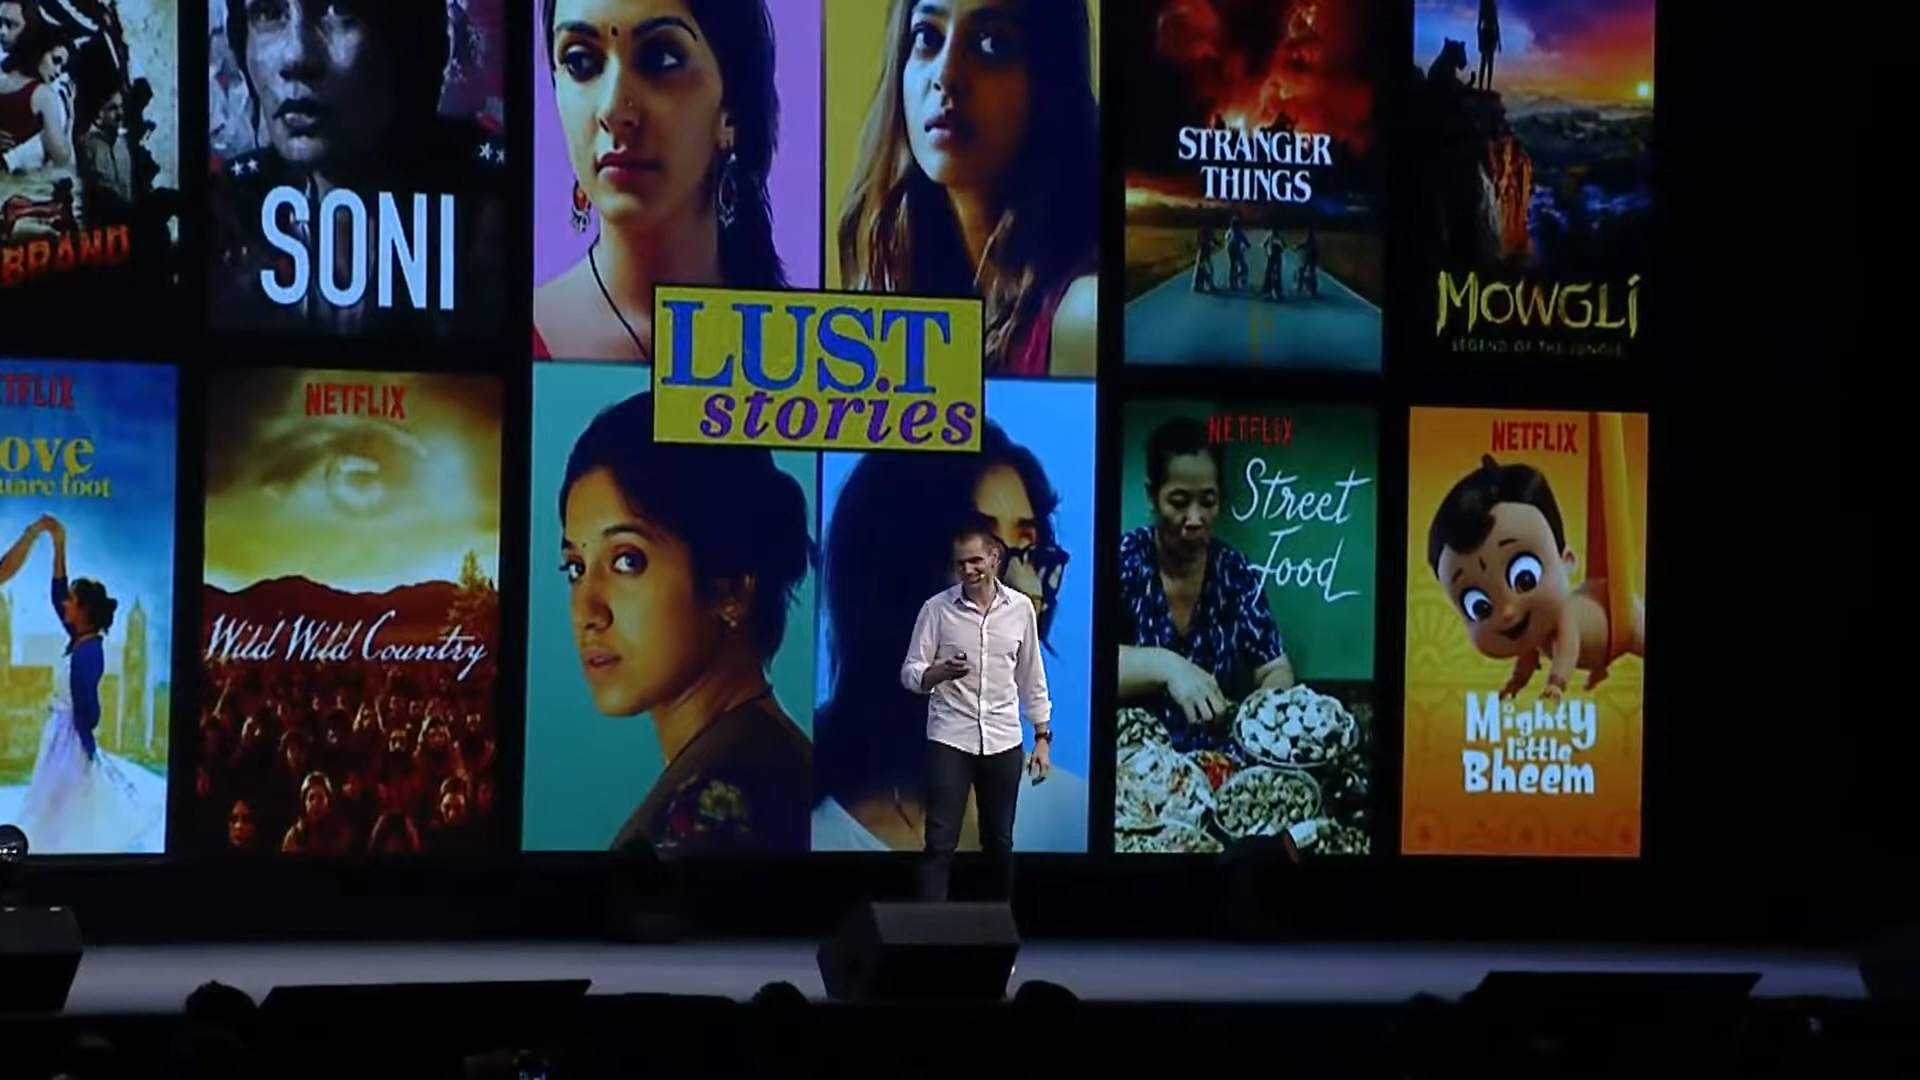 BRAND
SONI
LUST
stories
STRANGER
THINGS
MOWGLI
LEGEND OF THE JUNGLE
TFLIX
ove
uare foot
NETFLIX
Wild Wild Country
NETFLIX
Street
Food
NETFLIX
Mighty
little
Bheem